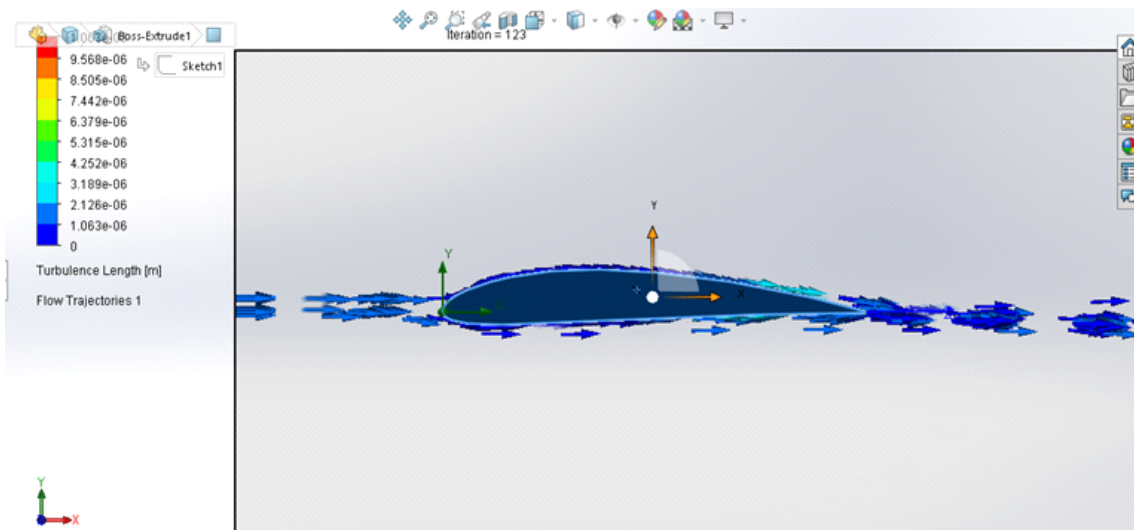 Boss-Extrude1
Iteration = 123
Sketch1
9.568e-06
8.505e-06
7.442e-06
6.379e-06
5.315e-06
4.252e-06
3.189e-06
2.126e-06
1.063e-06
0
Turbulence Length [m]
Flow Trajectories 1
Y
Y
X
Y
X